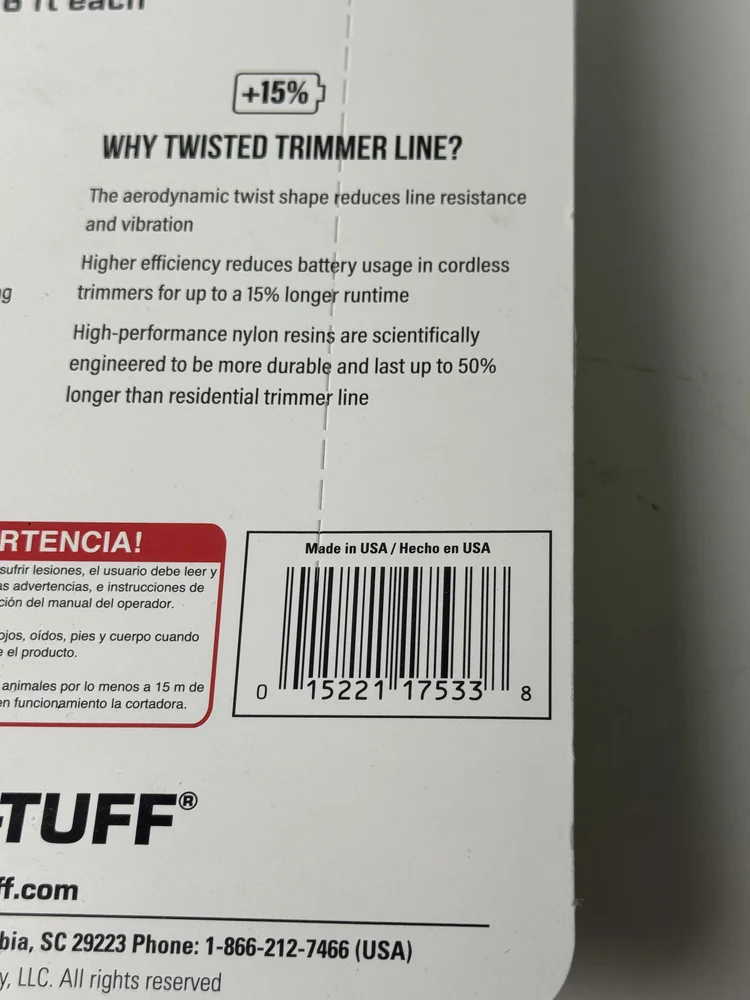 6 ft each
+15%
WHY TWISTED TRIMMER LINE?
The aerodynamic twist shape reduces line resistance
and vibration
Higher efficiency reduces battery usage in cordless
trimmers for up to a 15% longer runtime
High-performance nylon resins are scientifically
engineered to be more durable and last up to 50%
longer than residential trimmer line
RTENCIA!
sufrir lesiones, el usuario debe leer y
as advertencias, e instrucciones de
ción del manual del operador.
ojos, oídos, pies y cuerpo cuando
e el producto.
animales por lo menos a 15 m de
en funcionamiento la cortadora.
Made in USA / Hecho en USA
0 15221 17533 8
-TUFF®
ff.com
bia, SC 29223 Phone: 1-866-212-7466 (USA)
y, LLC. All rights reserved